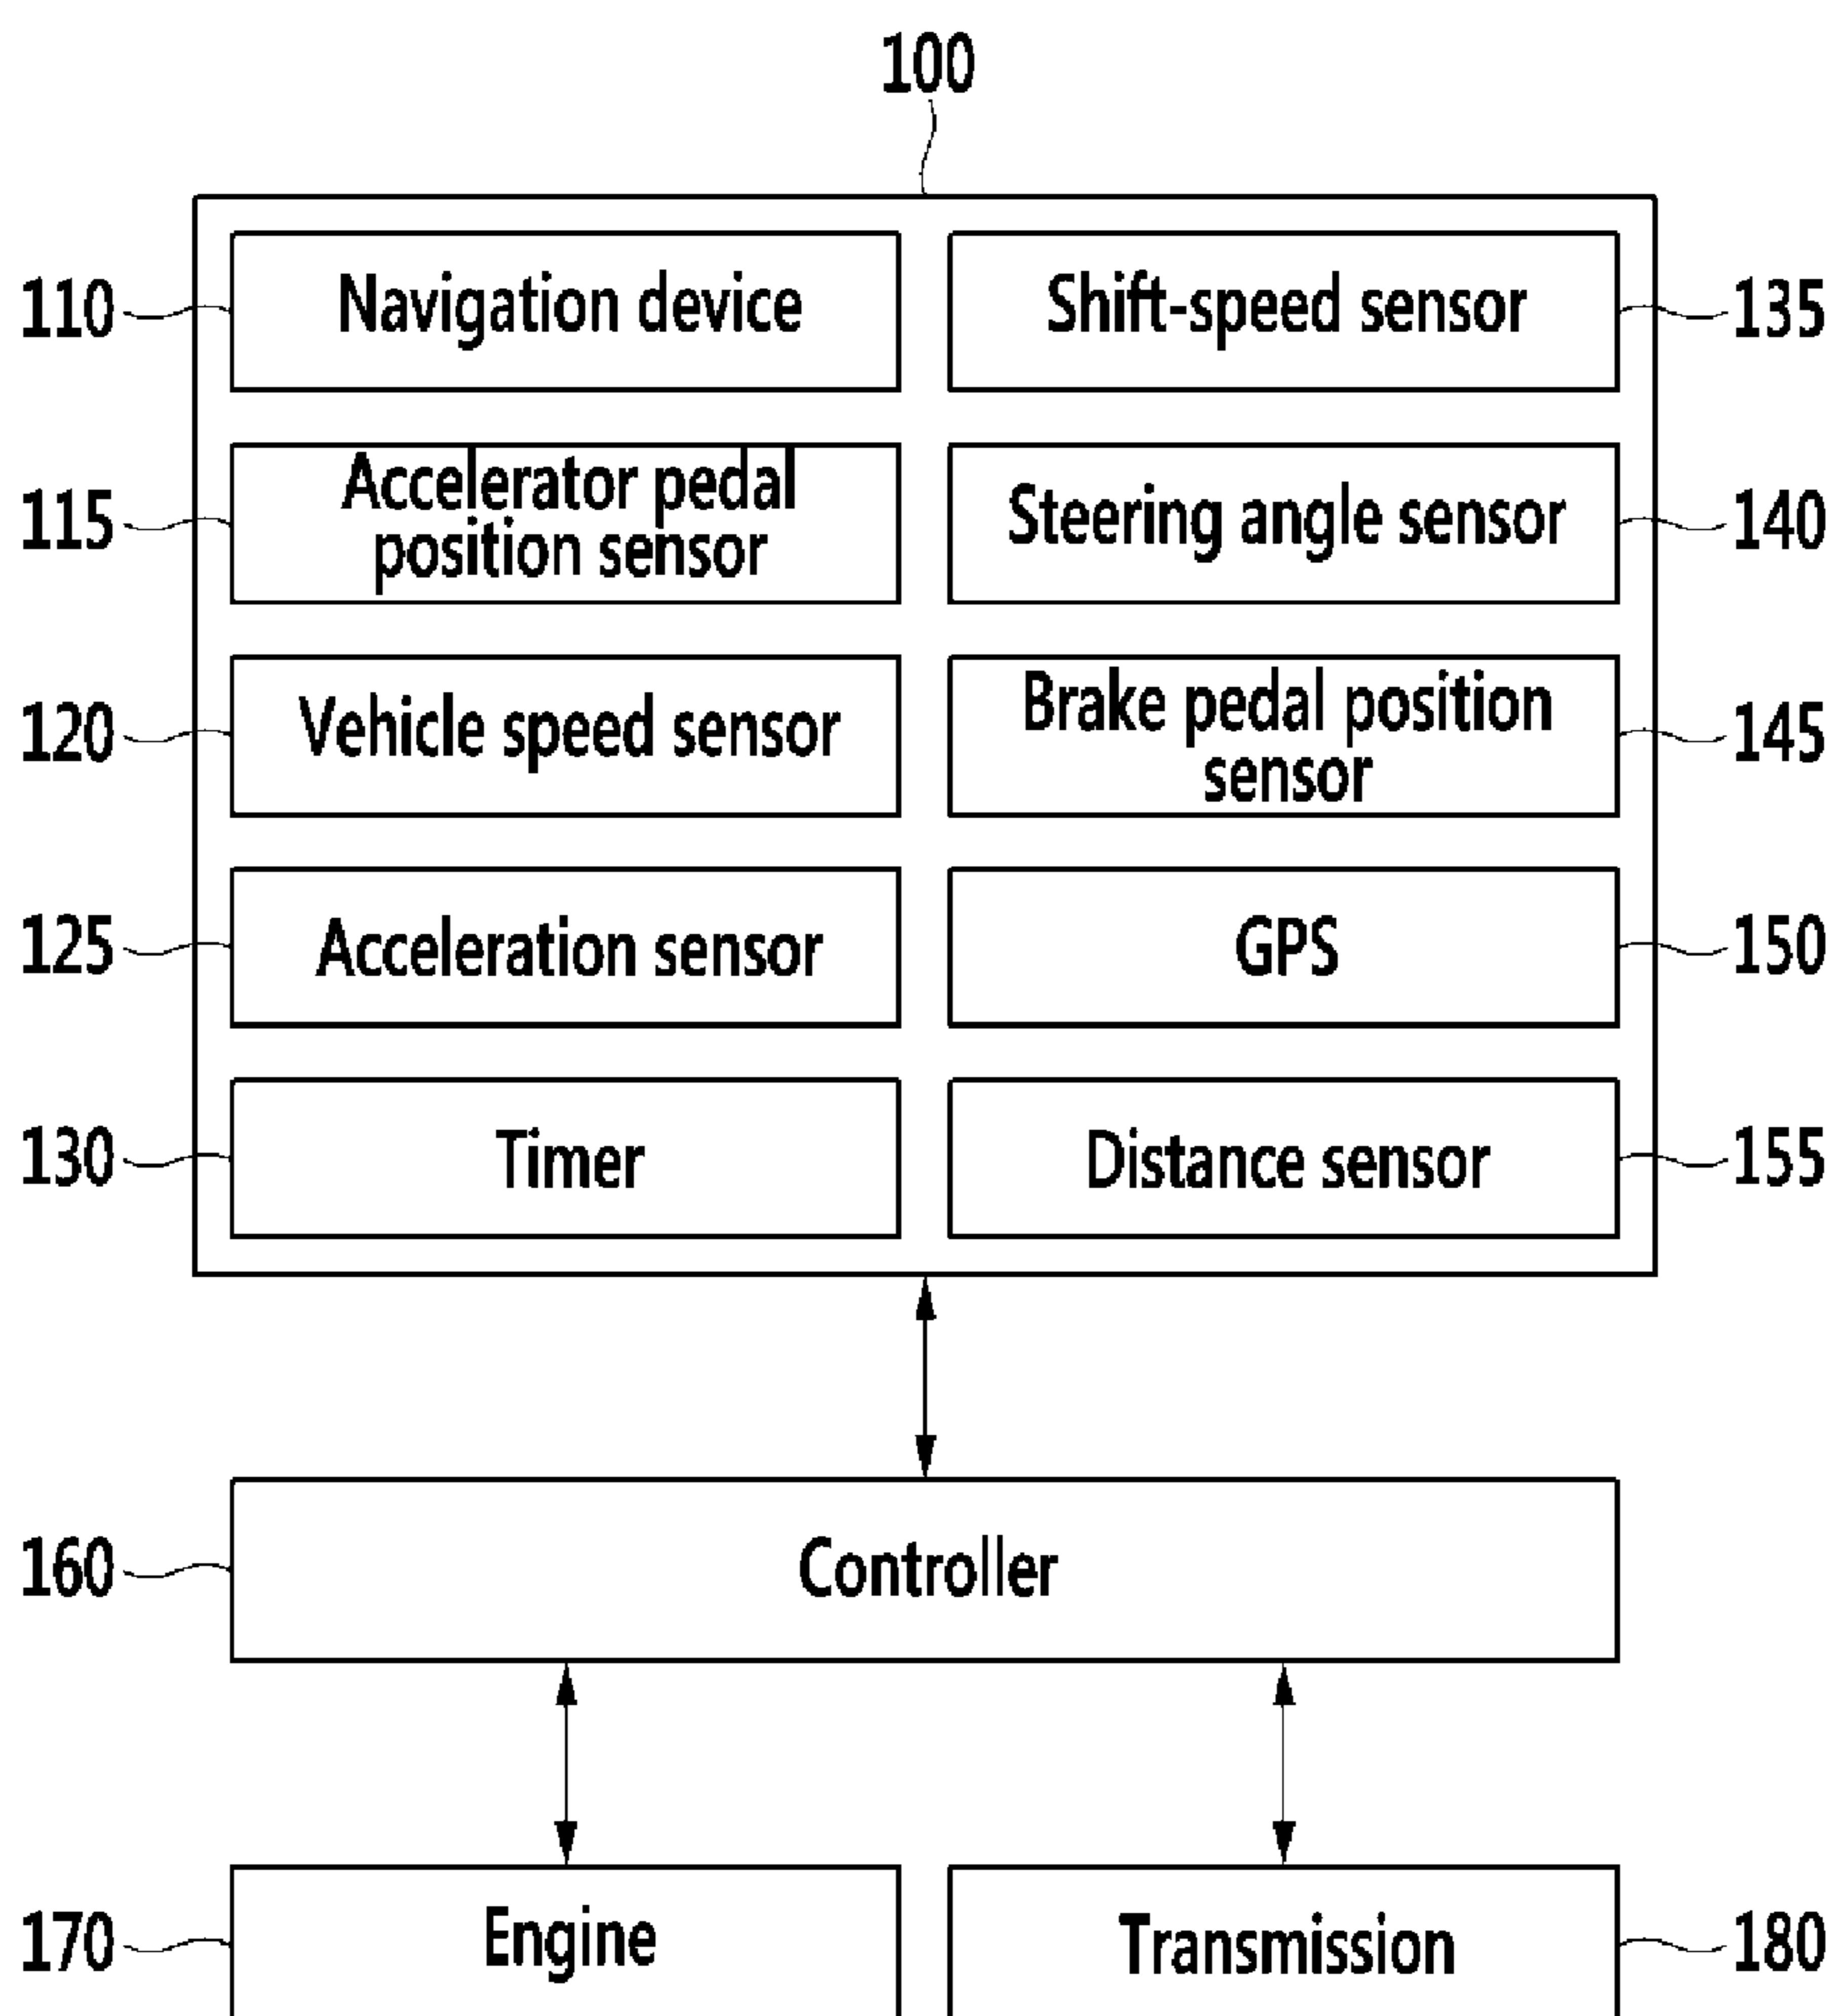 100
110
Navigation device
Shift-speed sensor
135
115
Accelerator pedal
position sensor
Steering angle sensor
140
120
Vehicle speed sensor
Brake pedal position
sensor
145
125
Acceleration sensor
GPS
150
130
Timer
Distance sensor
155
160
Controller
170
Engine
Transmission
180